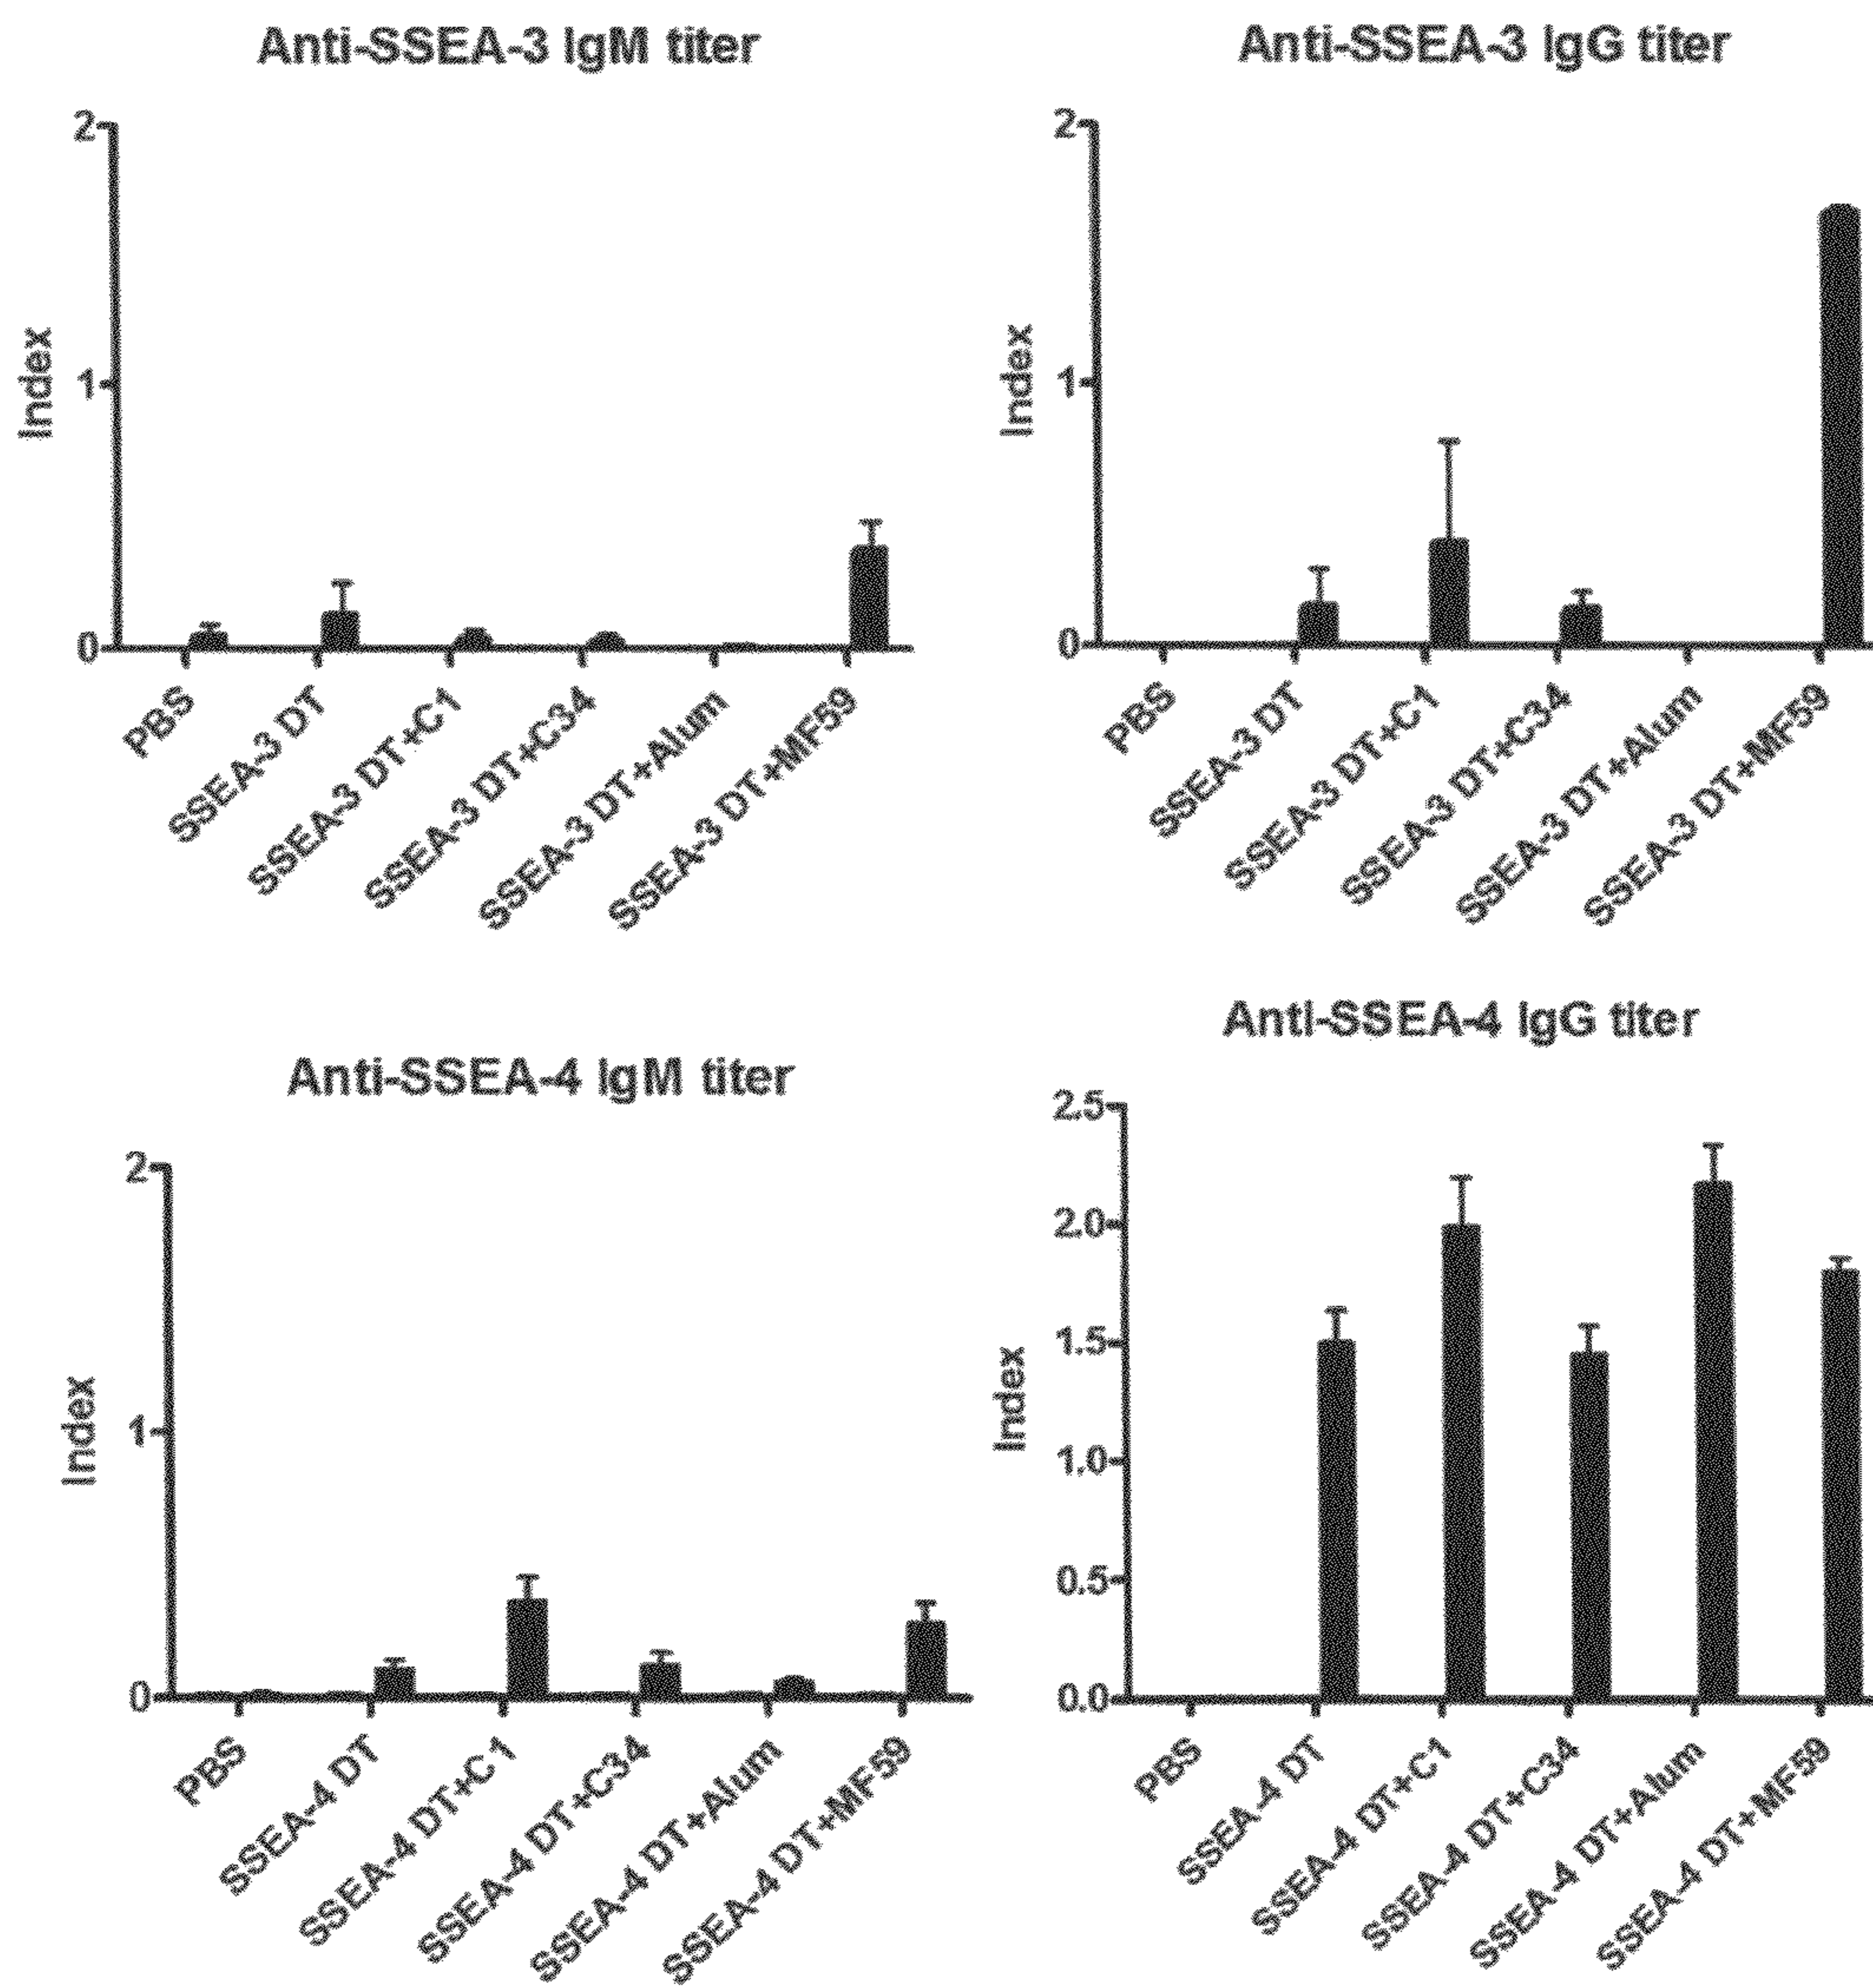 Anti-SSEA-3 IgM titer
2
1
0
Index
PBS
SSEA-3 DT
SSEA-3 DT+C1
SSEA-3 DT+C34
SSEA-3 DT+Alum
SSEA-3 DT+MF59
Anti-SSEA-3 IgG titer
2
1
0
Index
PBS
SSEA-3 DT
SSEA-3 DT+C1
SSEA-3 DT+C34
SSEA-3 DT+Alum
SSEA-3 DT+MF59
Anti-SSEA-4 IgM titer
2
1
0
Index
PBS
SSEA-4 DT
SSEA-4 DT+C1
SSEA-4 DT+C34
SSEA-4 DT+Alum
SSEA-4 DT+MF59
Anti-SSEA-4 IgG titer
2.5
2.0
1.5
1.0
0.5
0.0
Index
PBS
SSEA-4 DT
SSEA-4 DT+C1
SSEA-4 DT+C34
SSEA-4 DT+Alum
SSEA-4 DT+MF59